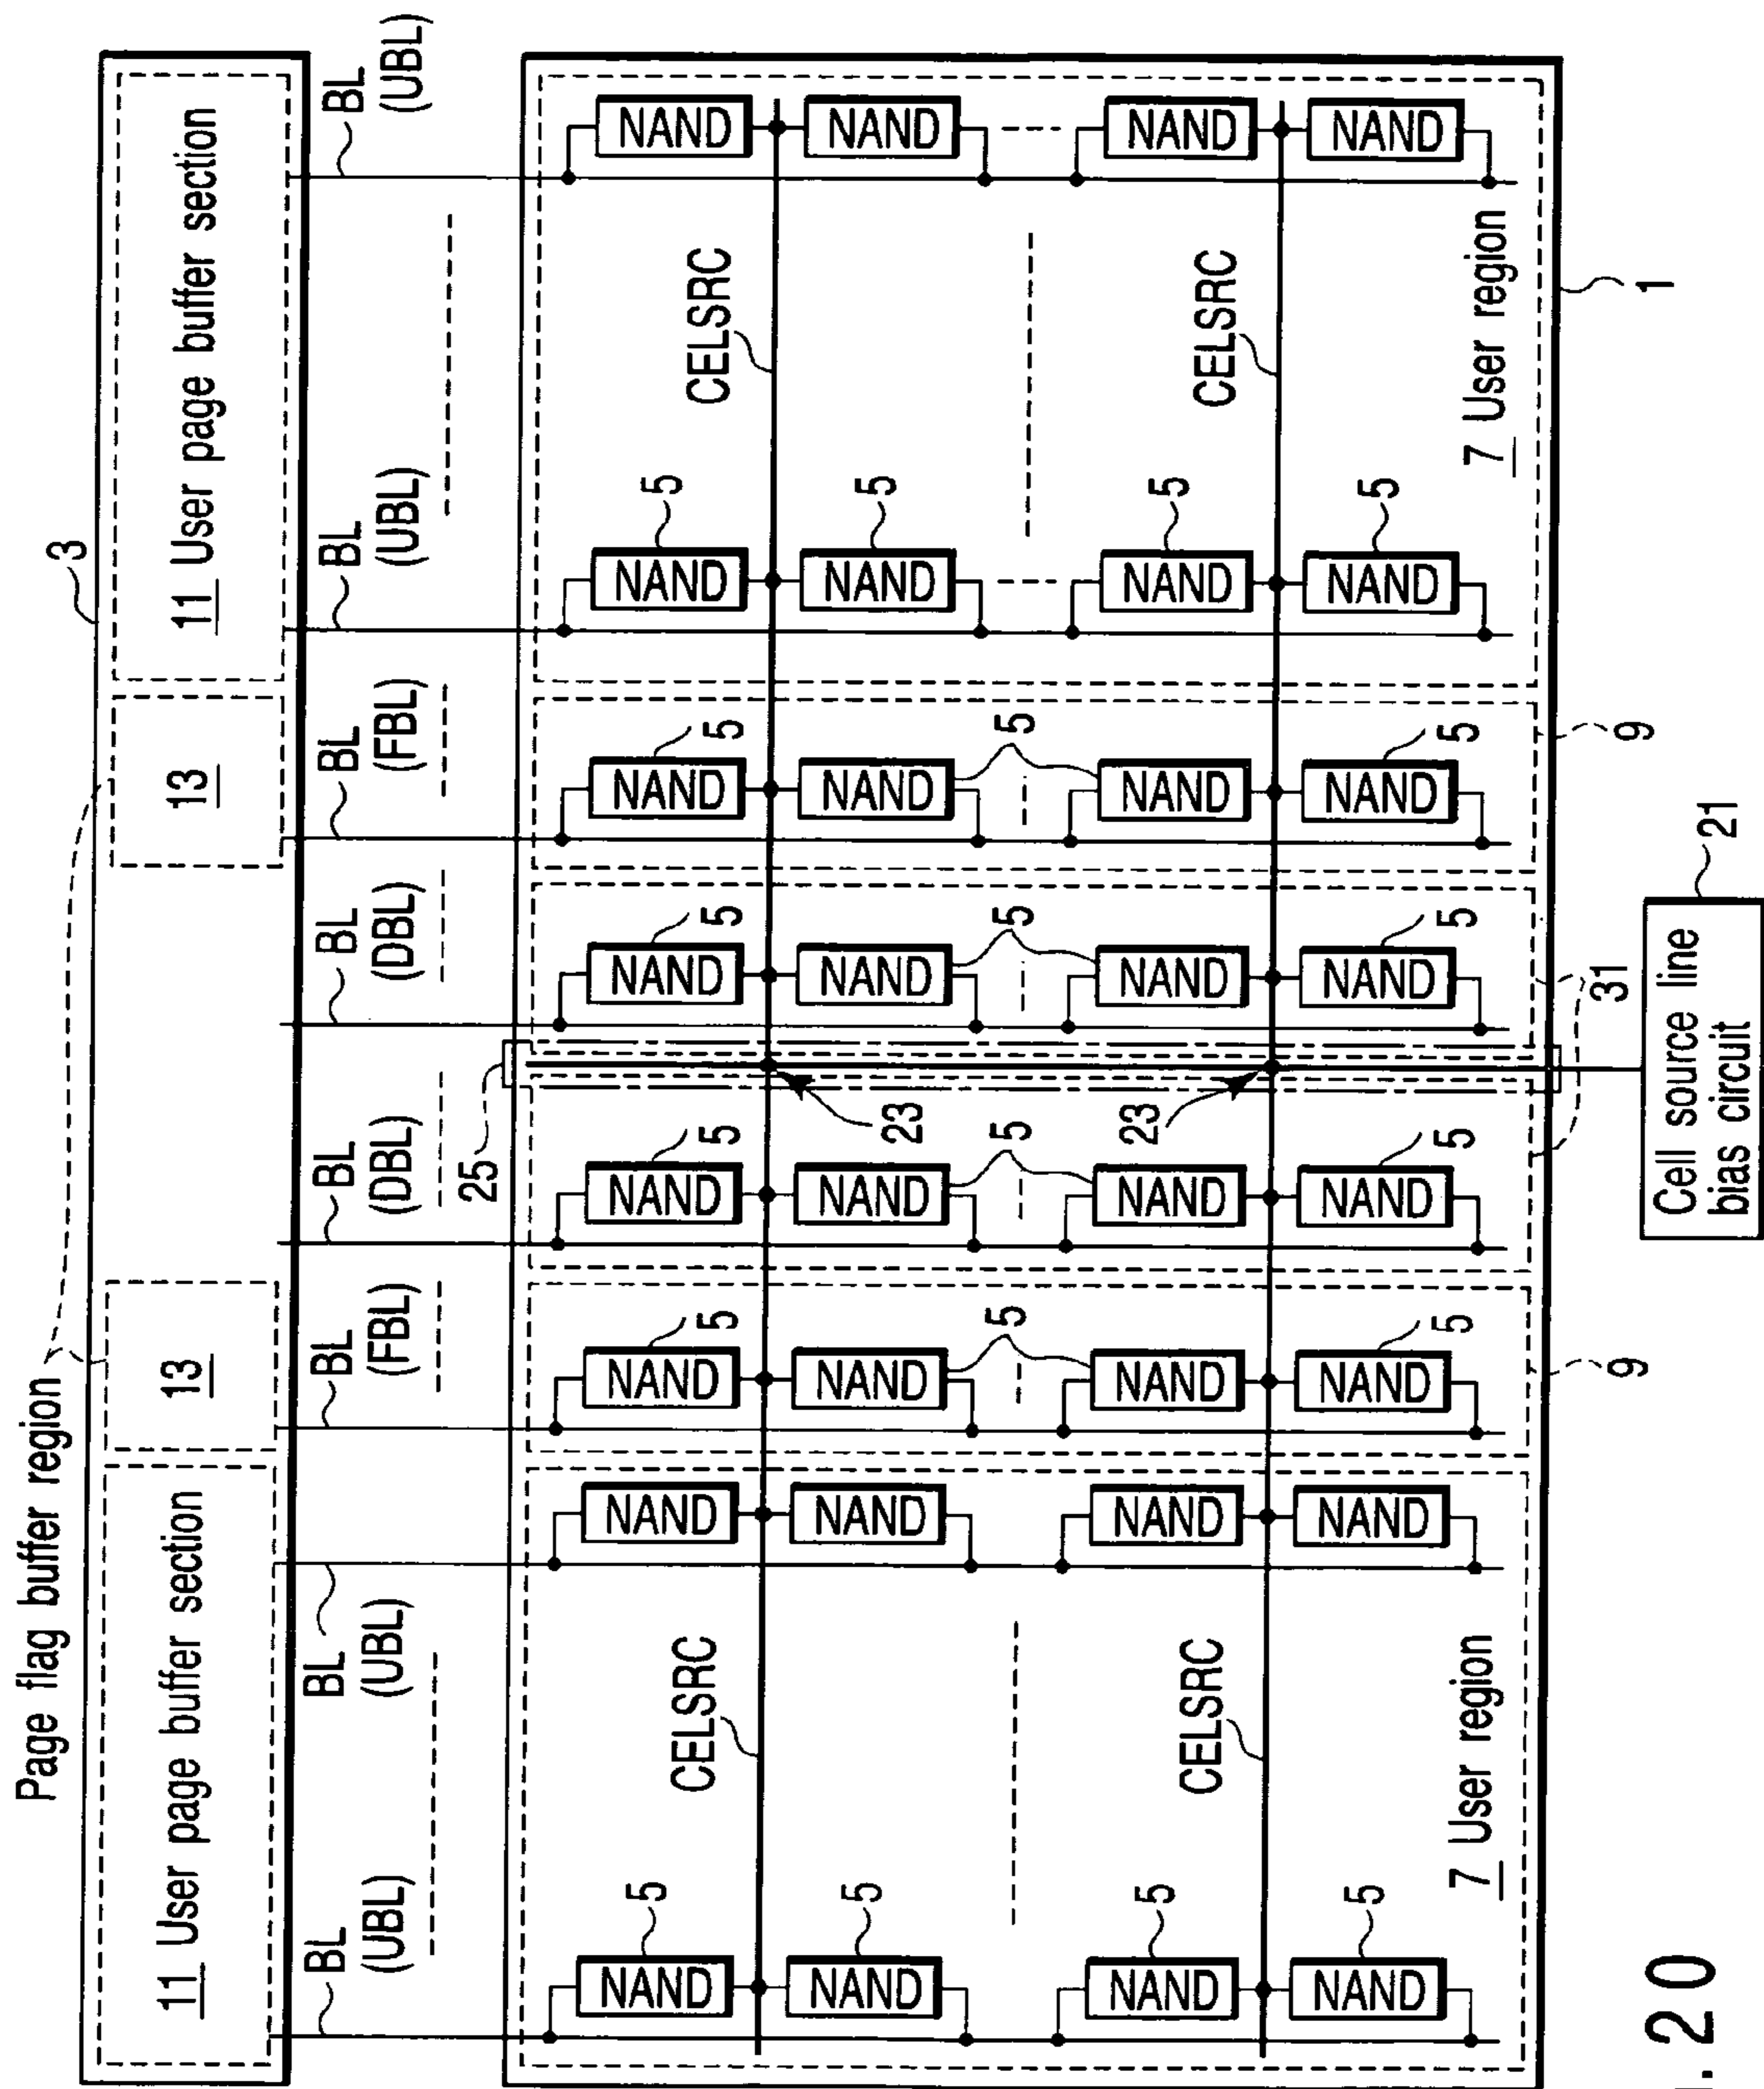 Page flag buffer region
3
11 User page buffer section
13
13
11 User page buffer section
BL
(UBL)
BL
(UBL)
BL
(FBL)
BL
(DBL)
BL
(DBL)
BL
(FBL)
BL
(UBL)
BL
(UBL)
25
5
5
5
5
5
5
NAND
NAND
NAND
NAND
NAND
NAND
NAND
NAND
CELSRC
CELSRC
5
5
5
23
5
5
5
NAND
NAND
NAND
NAND
NAND
NAND
NAND
NAND
5
23
5
NAND
NAND
NAND
NAND
NAND
NAND
NAND
NAND
CELSRC
CELSRC
5
5
5
5
5
5
NAND
NAND
NAND
NAND
NAND
NAND
NAND
NAND
7 User region
7 User region
9
31
9
1
Cell source line
bias circuit
21
. 20